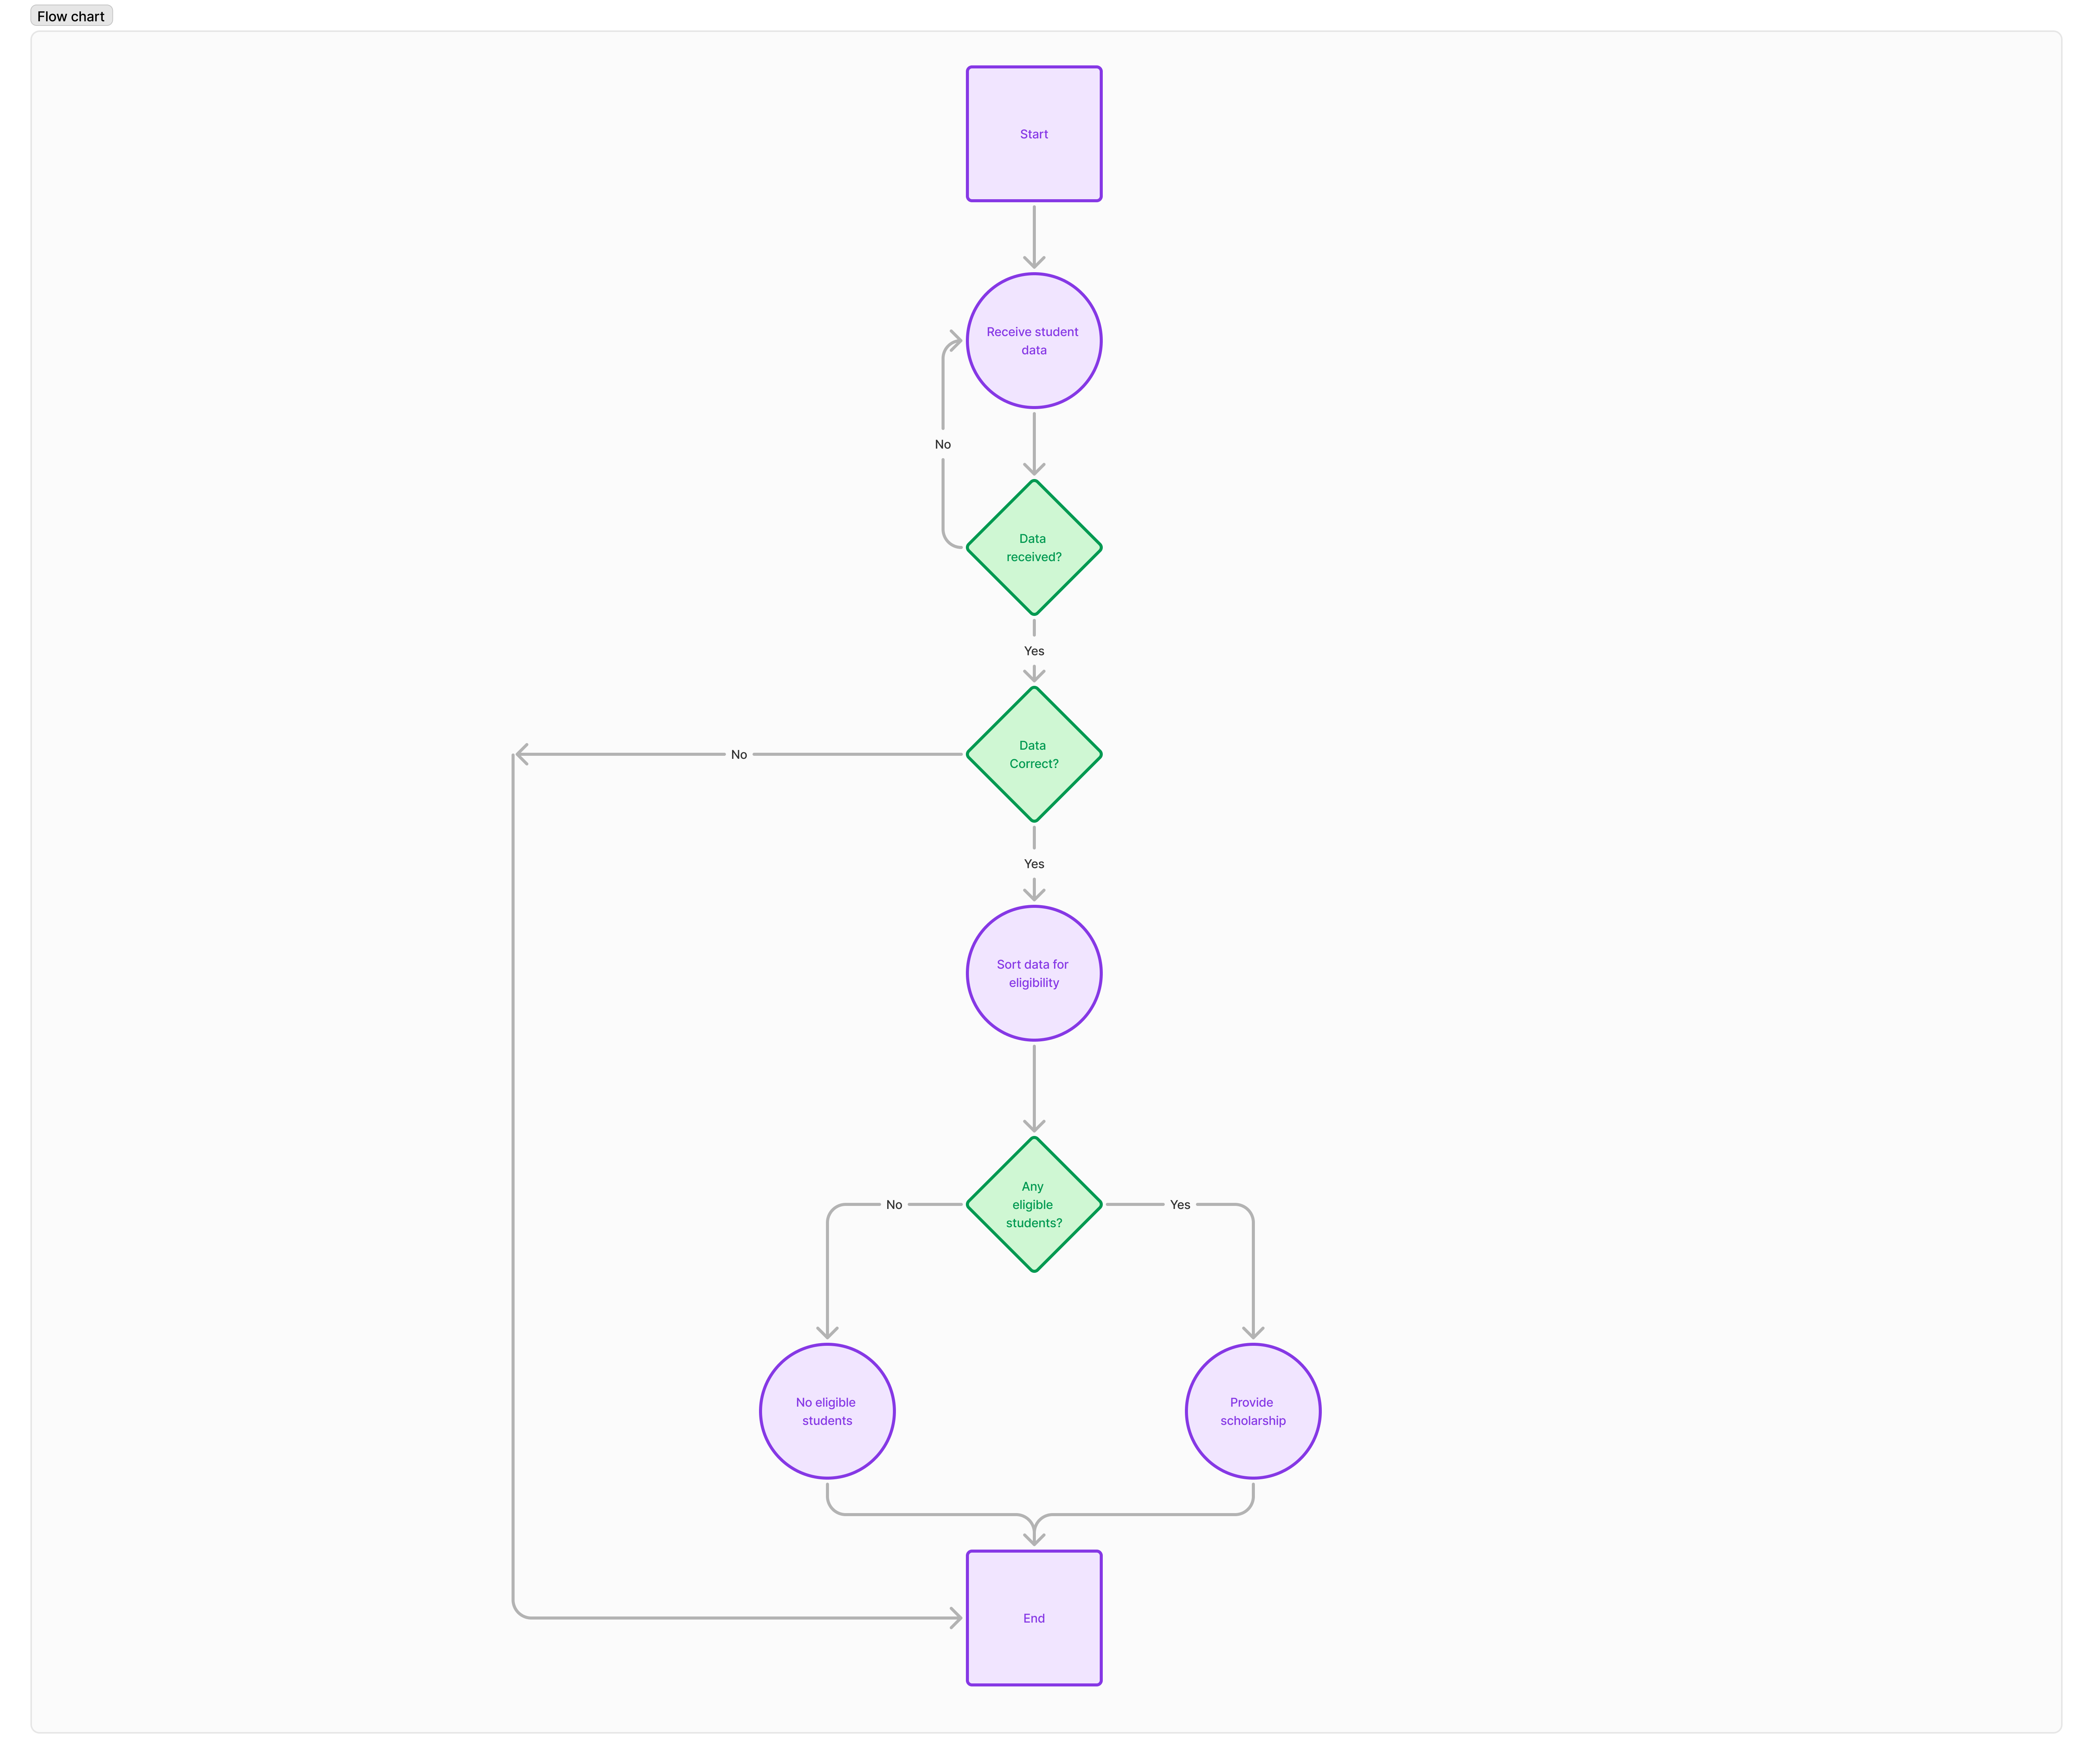 Flow chart
Start
Receive student
data
No
Data
received?
Yes
No
Data
Correct?
Yes
Sort data for
eligibility
No
Any
eligible
students?
Yes
No eligible
students
Provide
scholarship
End